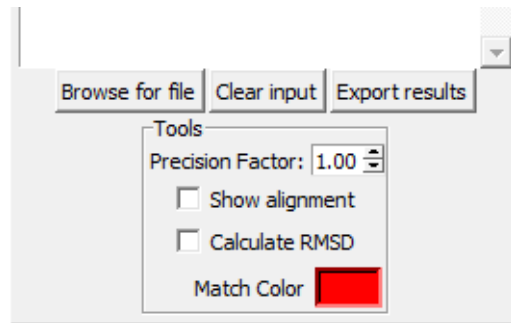 Browse for file Clear input Export results
Tools
Precision Factor: 1.00
Show alignment
Calculate RMSD
Match Color